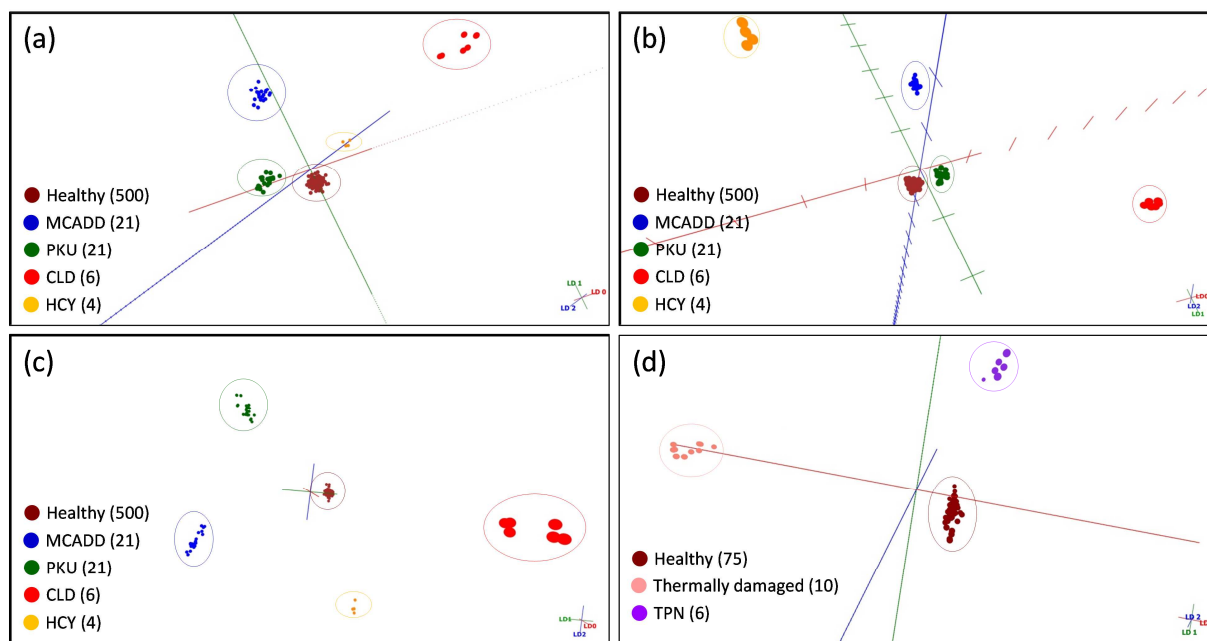 (a)
Healthy (500)
MCADD (21)
PKU (21)
CLD (6)
HCY (4)
LD 1
LD 0
LD 2
(b)
Healthy (500)
MCADD (21)
PKU (21)
CLD (6)
HCY (4)
LD0
LD2
LD1
(c)
Healthy (500)
MCADD (21)
PKU (21)
CLD (6)
HCY (4)
LD1
LD0
LD2
(d)
Healthy (75)
Thermally damaged (10)
TPN (6)
LD 2
LD 1